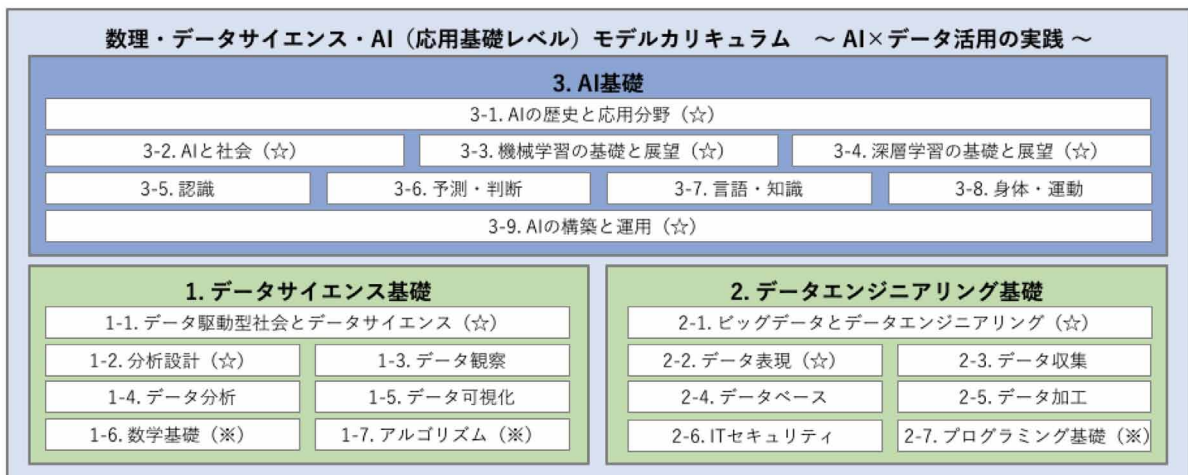 数理・データサイエンス・AI（応用基礎レベル）モデルカリキュラム　～ AI×データ活用の実践 ～
3. AI基礎
3-1. AIの歴史と応用分野（☆）
3-2. AIと社会（☆）
3-3. 機械学習の基礎と展望（☆）
3-4. 深層学習の基礎と展望（☆）
3-5. 認識
3-6. 予測・判断
3-7. 言語・知識
3-8. 身体・運動
3-9. AIの構築と運用（☆）
1. データサイエンス基礎
1-1. データ駆動型社会とデータサイエンス（☆）
1-2. 分析設計（☆）
1-3. データ観察
1-4. データ分析
1-5. データ可視化
1-6. 数学基礎（※）
1-7. アルゴリズム（※）
2. データエンジニアリング基礎
2-1. ビッグデータとデータエンジニアリング（☆）
2-2. データ表現（☆）
2-3. データ収集
2-4. データベース
2-5. データ加工
2-6. ITセキュリティ
2-7. プログラミング基礎（※）